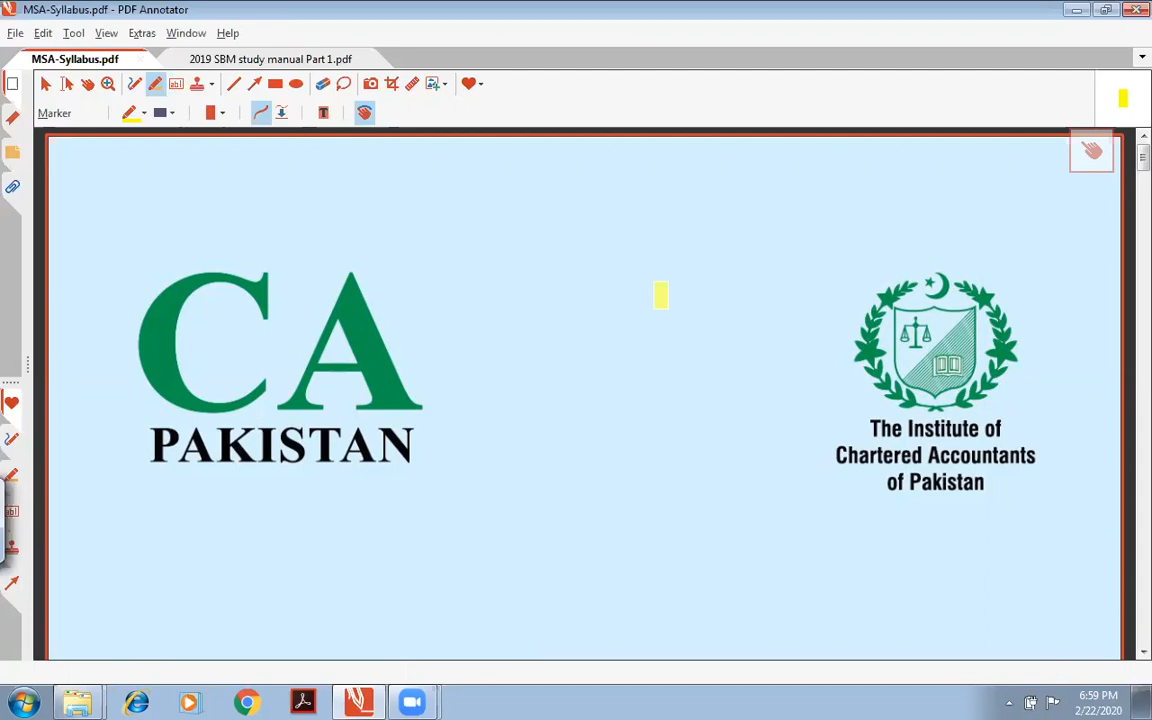 MSA-Syllabus.pdf - PDF Annotator
File Edit Tool View Extras Window Help
MSA-Syllabus.pdf 2019 SBM study manual Part 1.pdf
Marker
CA
PAKISTAN
The Institute of
Chartered Accountants
of Pakistan
6:59 PM
2/22/2020